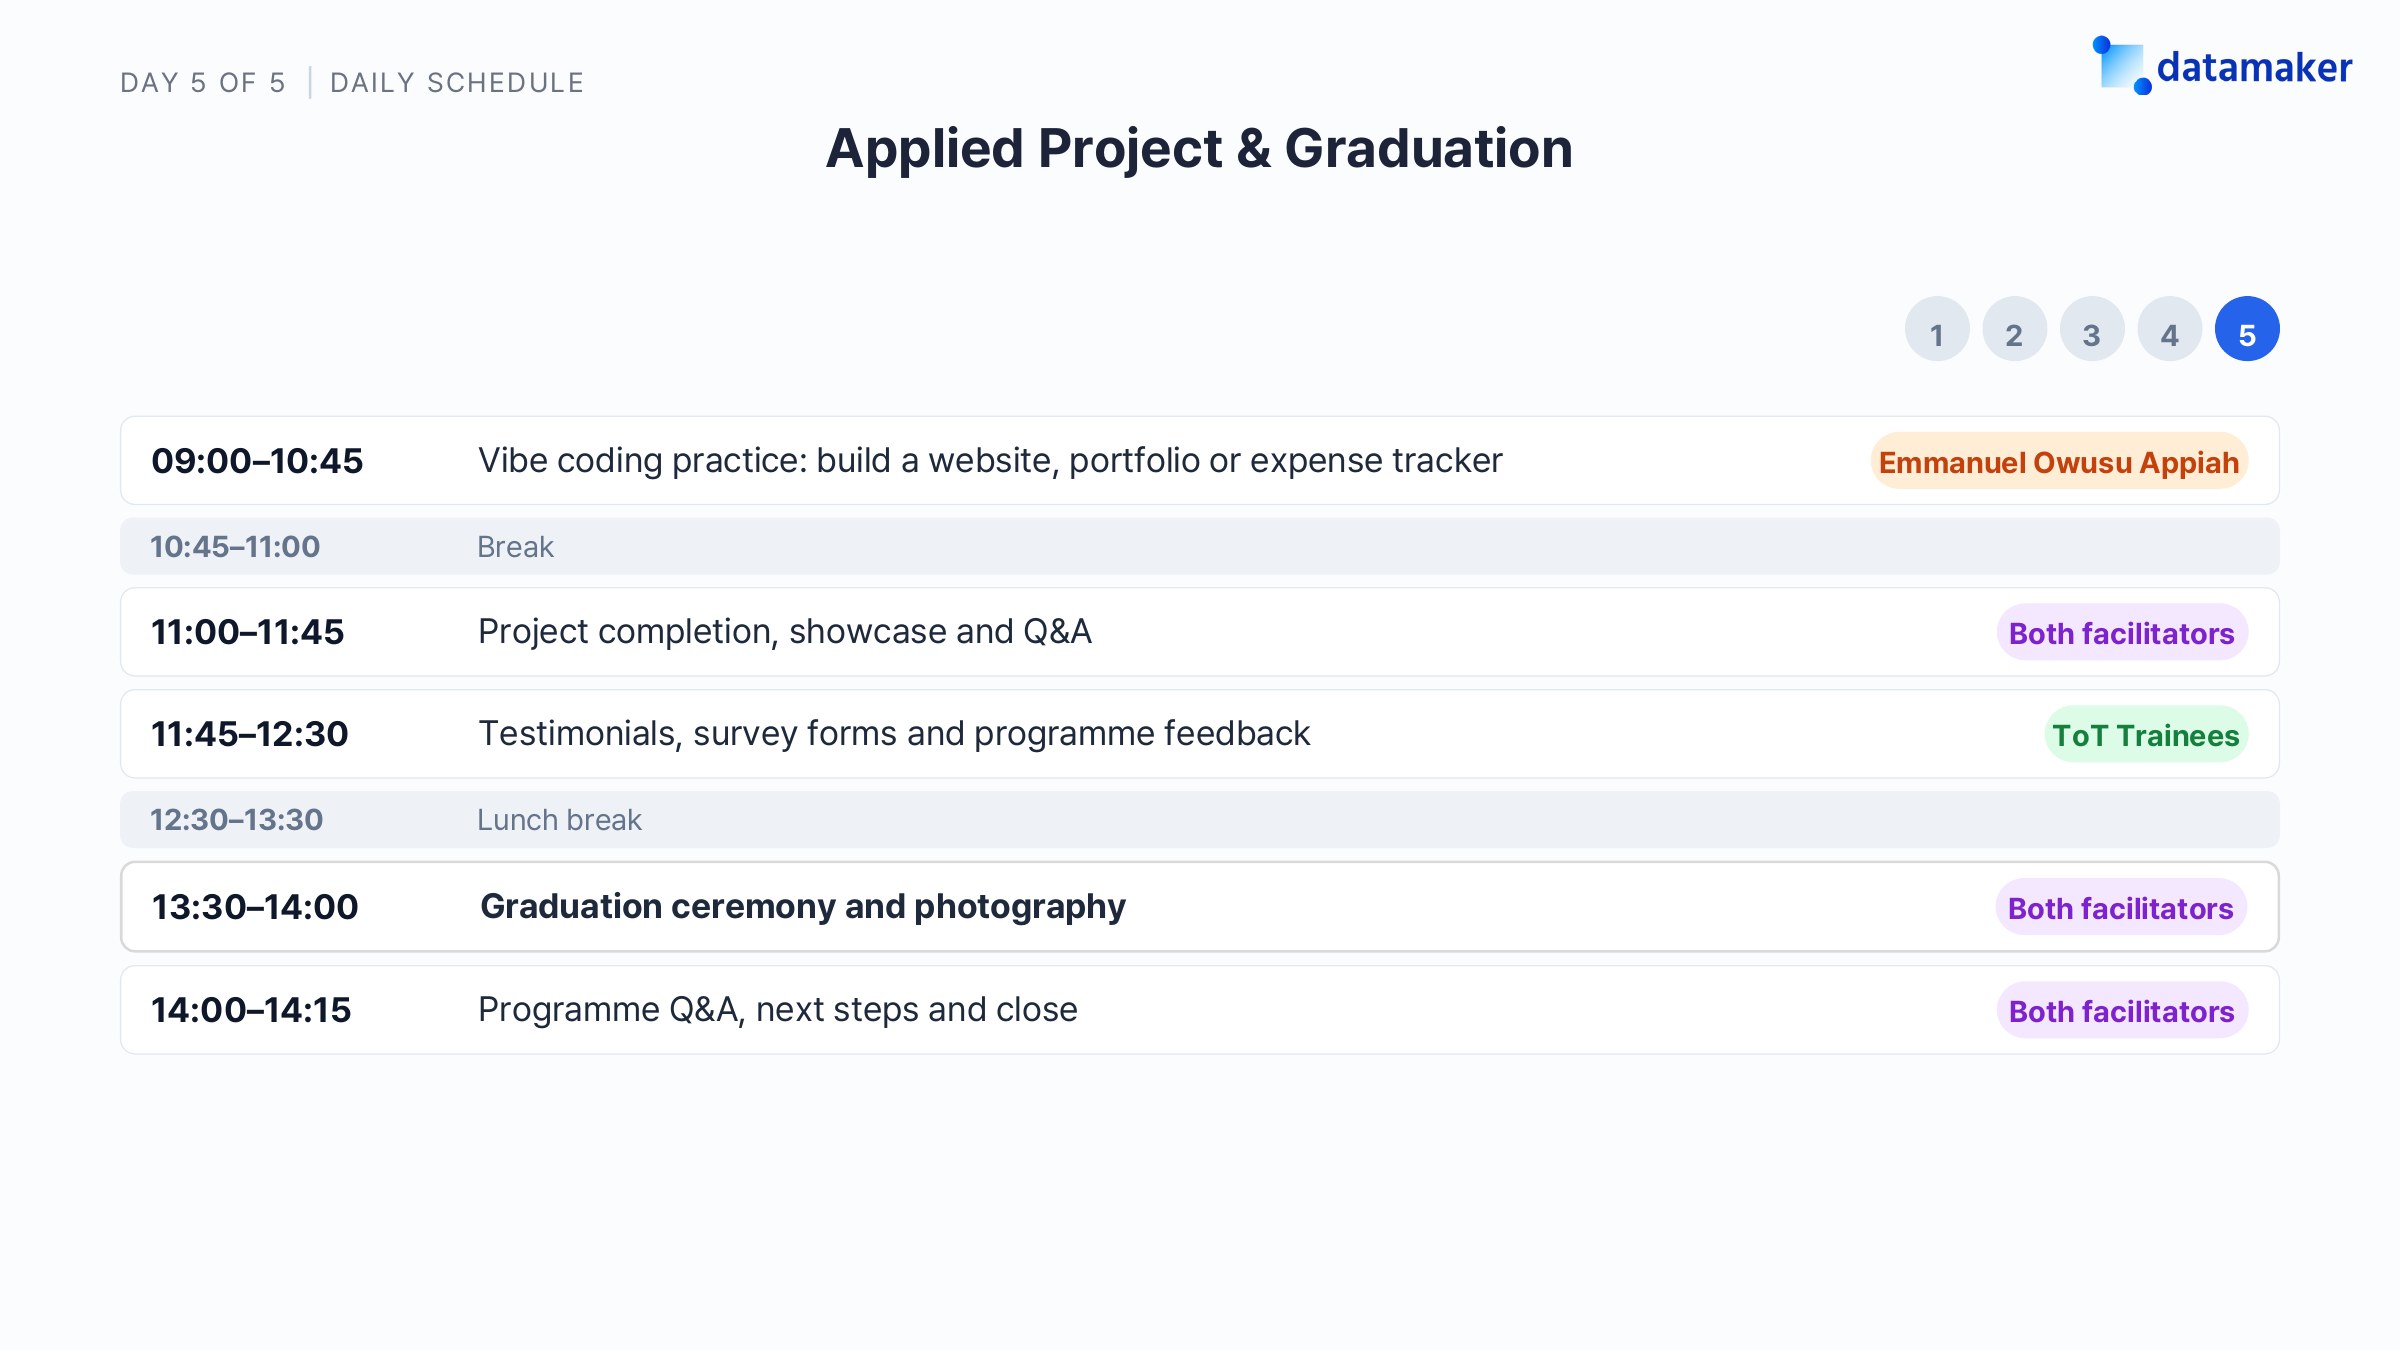 DAY 5 OF 5 | DAILY SCHEDULE
datamaker
Applied Project & Graduation
1 2 3 4 5
09:00–10:45 Vibe coding practice: build a website, portfolio or expense tracker Emmanuel Owusu Appiah
10:45–11:00 Break
11:00–11:45 Project completion, showcase and Q&A Both facilitators
11:45–12:30 Testimonials, survey forms and programme feedback ToT Trainees
12:30–13:30 Lunch break
13:30–14:00 Graduation ceremony and photography Both facilitators
14:00–14:15 Programme Q&A, next steps and close Both facilitators